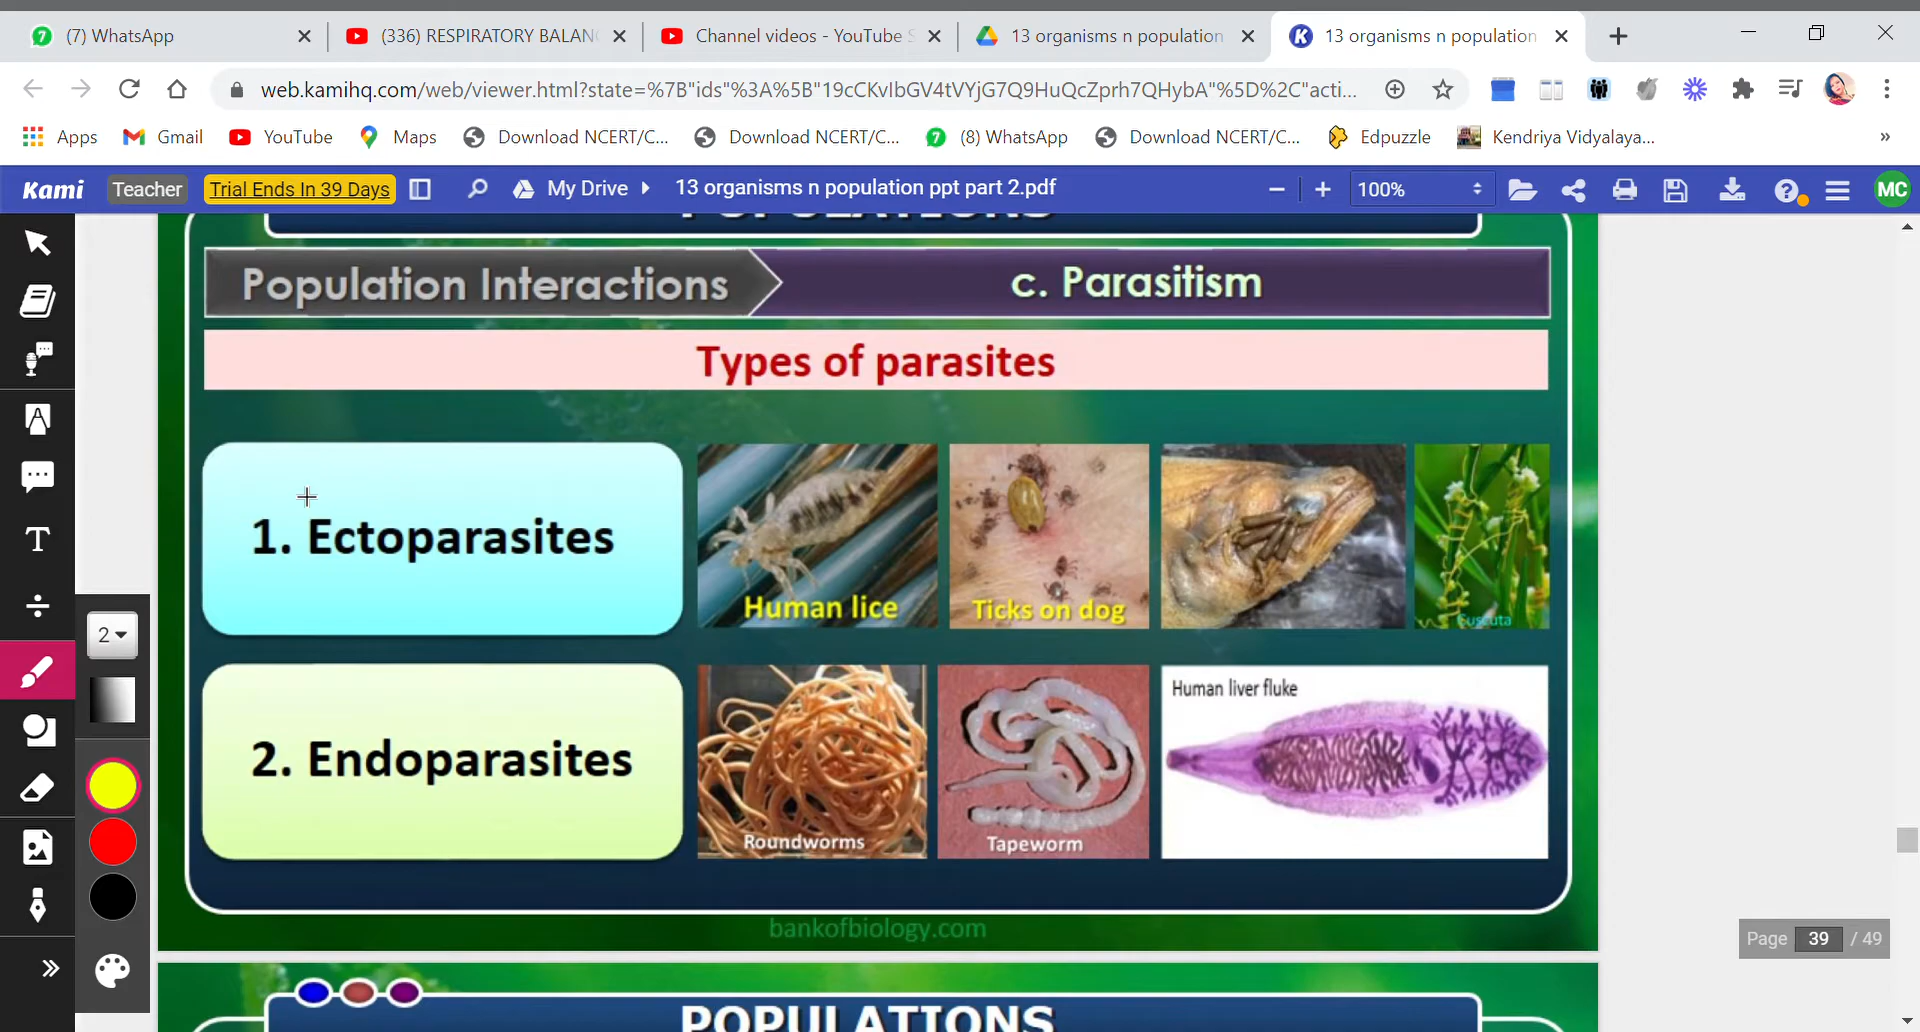 (7) WhatsApp
(336) RESPIRATORY BALAN
Channel videos - YouTube S
13 organisms n population
13 organisms n population
web.kamihq.com/web/viewer.html?state=%7B"ids"%3A%5B"19cCKvIbGV4tVYjG7Q9HuQcZprh7QHybA"%5D%2C"acti...
Apps
Gmail
YouTube
Maps
Download NCERT/C...
Download NCERT/C...
(8) WhatsApp
Download NCERT/C...
Edpuzzle
Kendriya Vidyalaya...
Kami
Teacher
Trial Ends In 39 Days
My Drive
13 organisms n population ppt part 2.pdf
100%
MC
POPULATIONS
Population Interactions
c. Parasitism
Types of parasites
1. Ectoparasites
Human lice
Ticks on dog
Cuscuta
2
2. Endoparasites
Roundworms
Tapeworm
Human liver fluke
bankofbiology.com
Page 39 / 49
POPULATIONS